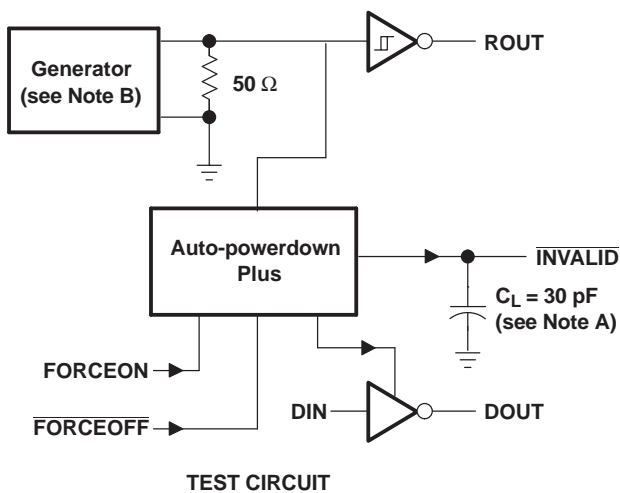 ROUT
Generator
(see Note B)
50 Ω
Auto-powerdown
Plus
INVALID
CL = 30 pF
(see Note A)
FORCEON
FORCEOFF
DIN
DOUT
TEST CIRCUIT